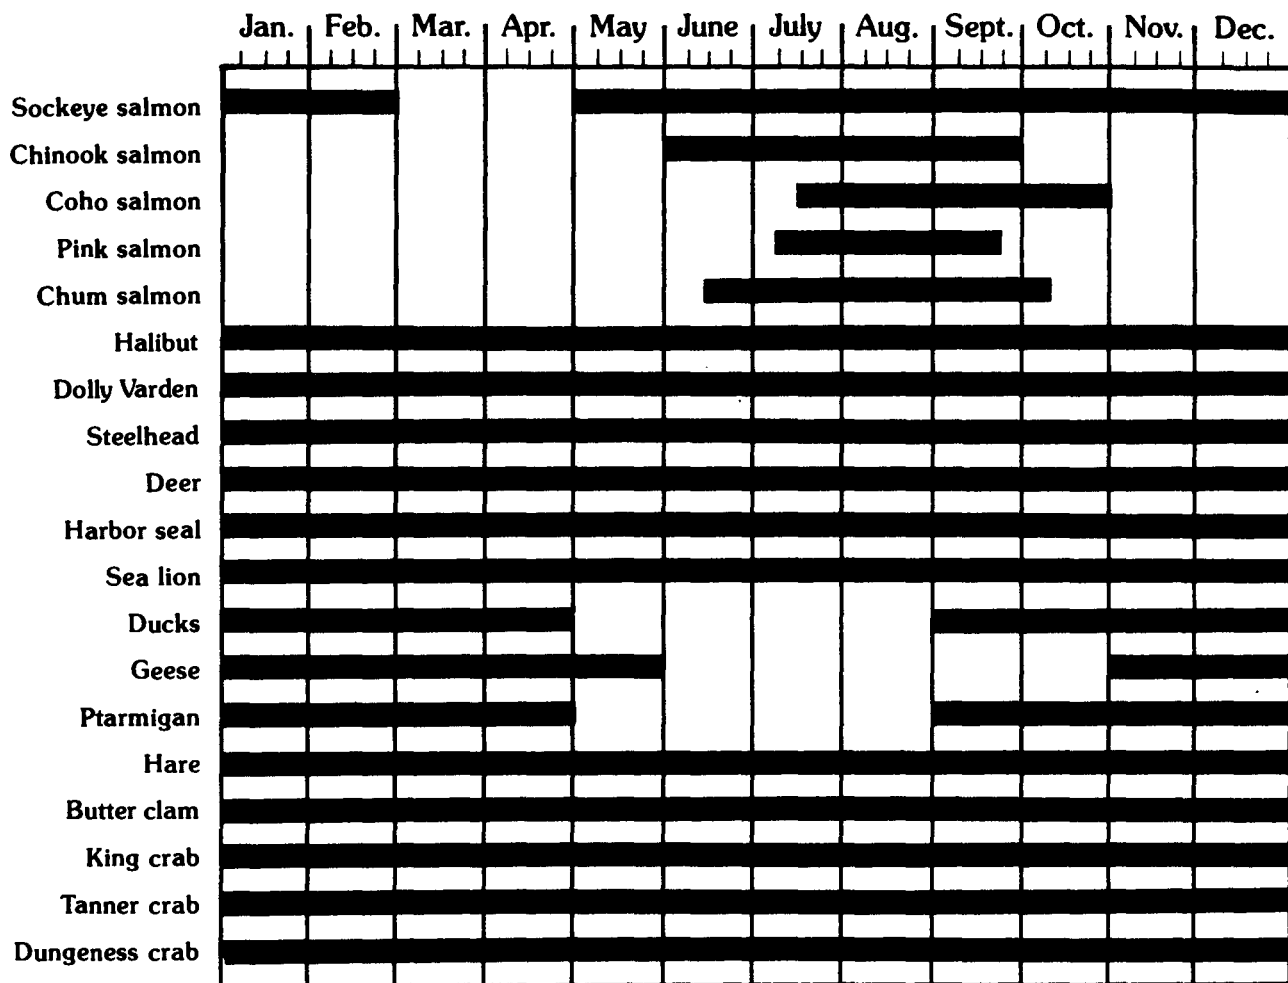 Jan. Feb. Mar. Apr. May June July Aug. Sept. Oct. Nov. Dec.
Sockeye salmon
Chinook salmon
Coho salmon
Pink salmon
Chum salmon
Halibut
Dolly Varden
Steelhead
Deer
Harbor seal
Sea lion
Ducks
Geese
Ptarmigan
Hare
Butter clam
King crab
Tanner crab
Dungeness crab